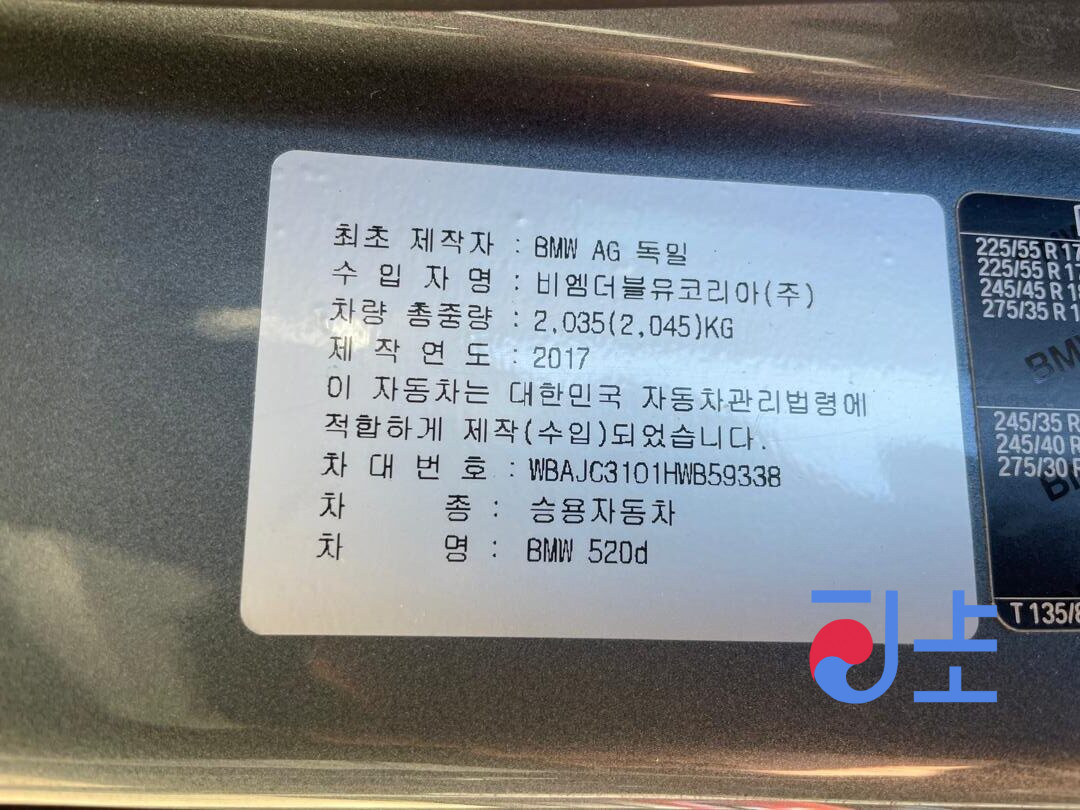 최초 제작자 : BMW AG 독일
수 입 자 명 : 비엠더블유코리아(주)
차량 총중량 : 2,035(2,045)KG
제 작 연 도 : 2017
이 자동차는 대한민국 자동차관리법령에
적합하게 제작(수입)되었습니다.
차 대 번 호 : WBAJC3101HWB59338
차 종 : 승용자동차
차 명 : BMW 520d
225/55 R 17
225/55 R 17
245/45 R
275/35 R
245/35 R
245/40 R
275/30 R
T 135/8